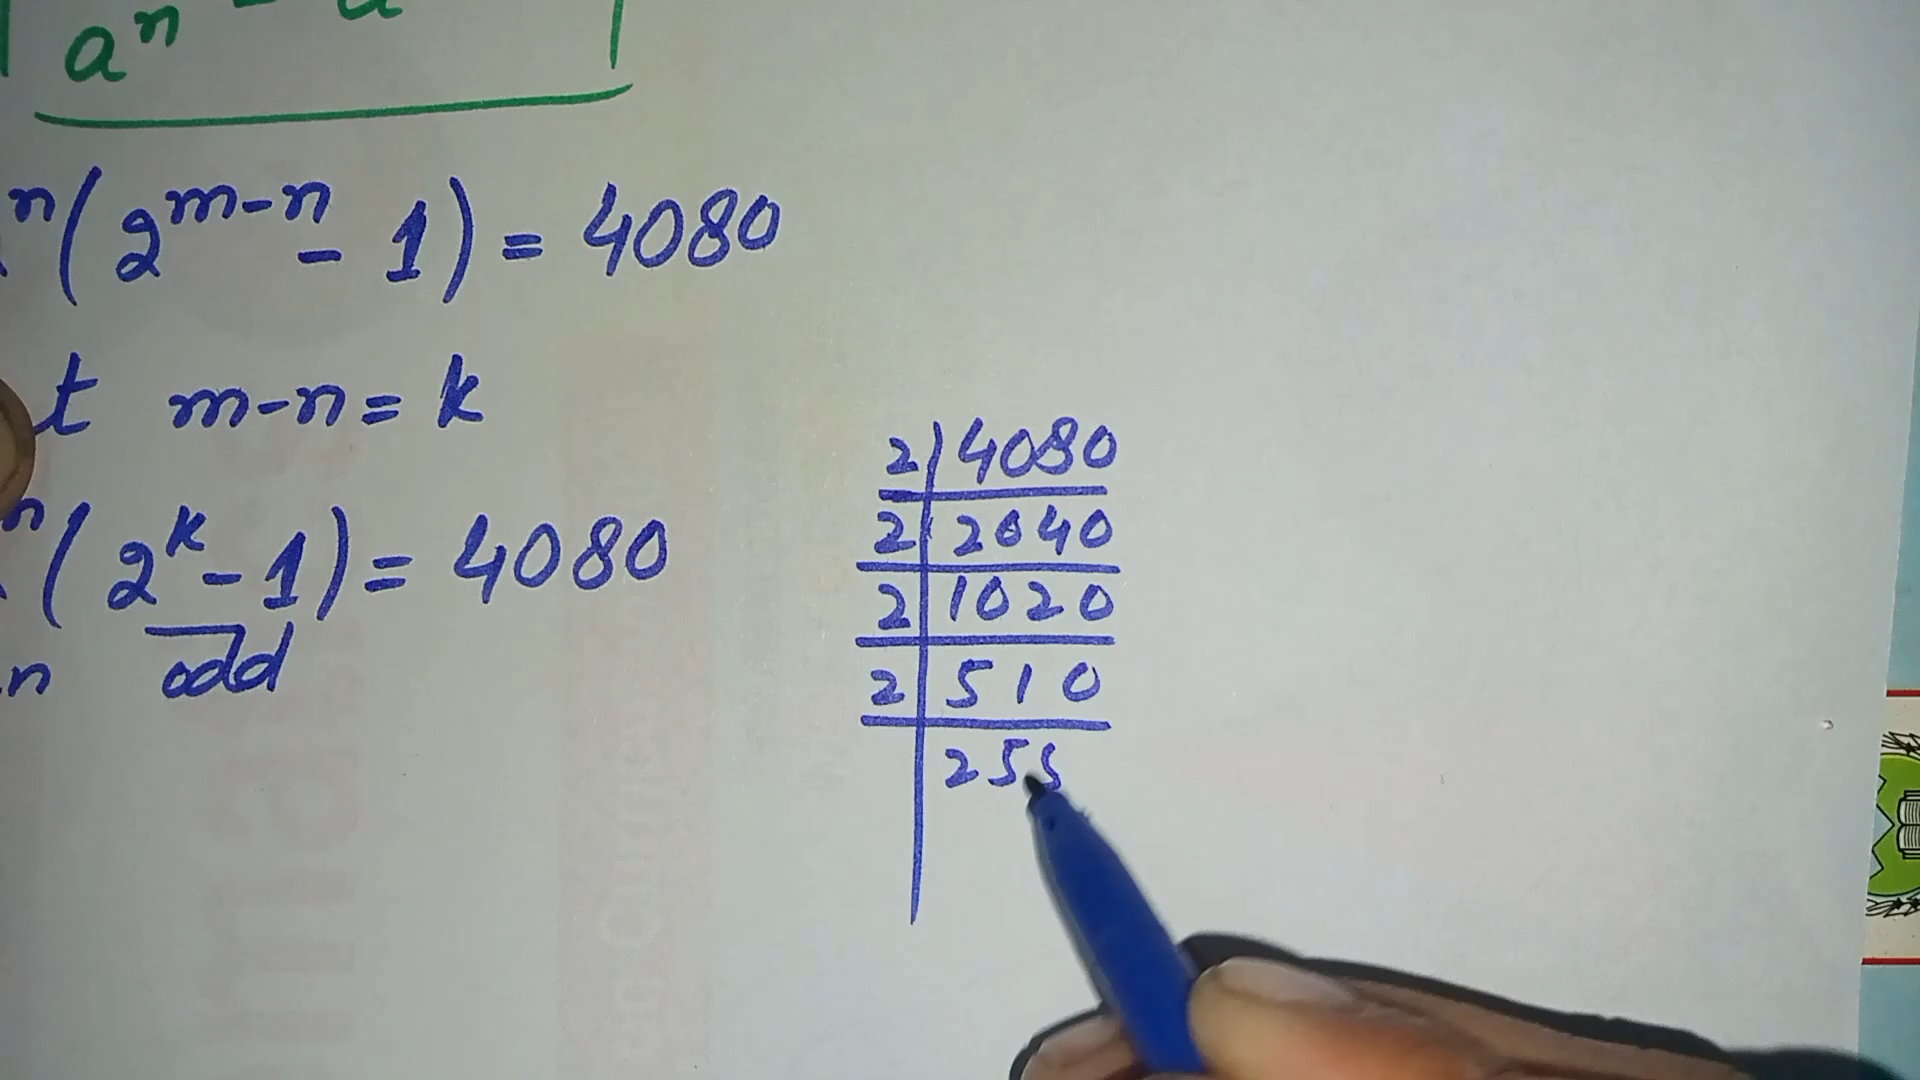 aⁿ
ⁿ(2ᵐ⁻ⁿ - 1) = 4080
t m-n = k
ⁿ(2ᵏ - 1) = 4080
n odd
2 4080
2 2040
2 1020
2 510
255